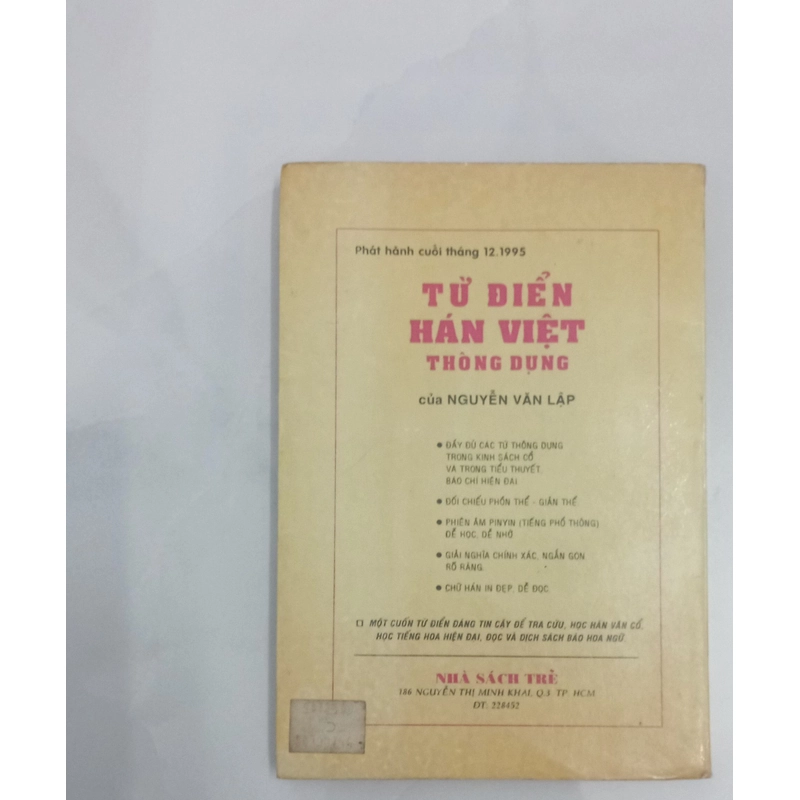 Phát hành cuối tháng 12.1995
TỪ ĐIỂN
HÁN VIỆT
THÔNG DỤNG
của NGUYỄN VĂN LẬP
● ĐẦY ĐỦ CÁC TỪ THÔNG DỤNG
TRONG KINH SÁCH CỔ
VÀ TRONG TIỂU THUYẾT,
BÁO CHÍ HIỆN ĐẠI
● ĐỐI CHIẾU PHỒN THỂ - GIẢN THỂ
● PHIÊN ÂM PINYIN (TIẾNG PHỔ THÔNG)
DỄ HỌC, DỄ NHỚ
● GIẢI NGHĨA CHÍNH XÁC, NGẮN GỌN
RÕ RÀNG
● CHỮ HÁN IN ĐẸP, DỄ ĐỌC
□ MỘT CUỐN TỪ ĐIỂN ĐÁNG TIN CẬY ĐỂ TRA CỨU, HỌC HÁN VĂN CỔ,
HỌC TIẾNG HOA HIỆN ĐẠI, ĐỌC VÀ DỊCH SÁCH BÁO HOA NGỮ.
NHÀ SÁCH TRẺ
186 NGUYỄN THỊ MINH KHAI, Q.3 TP. HCM
ĐT: 228452